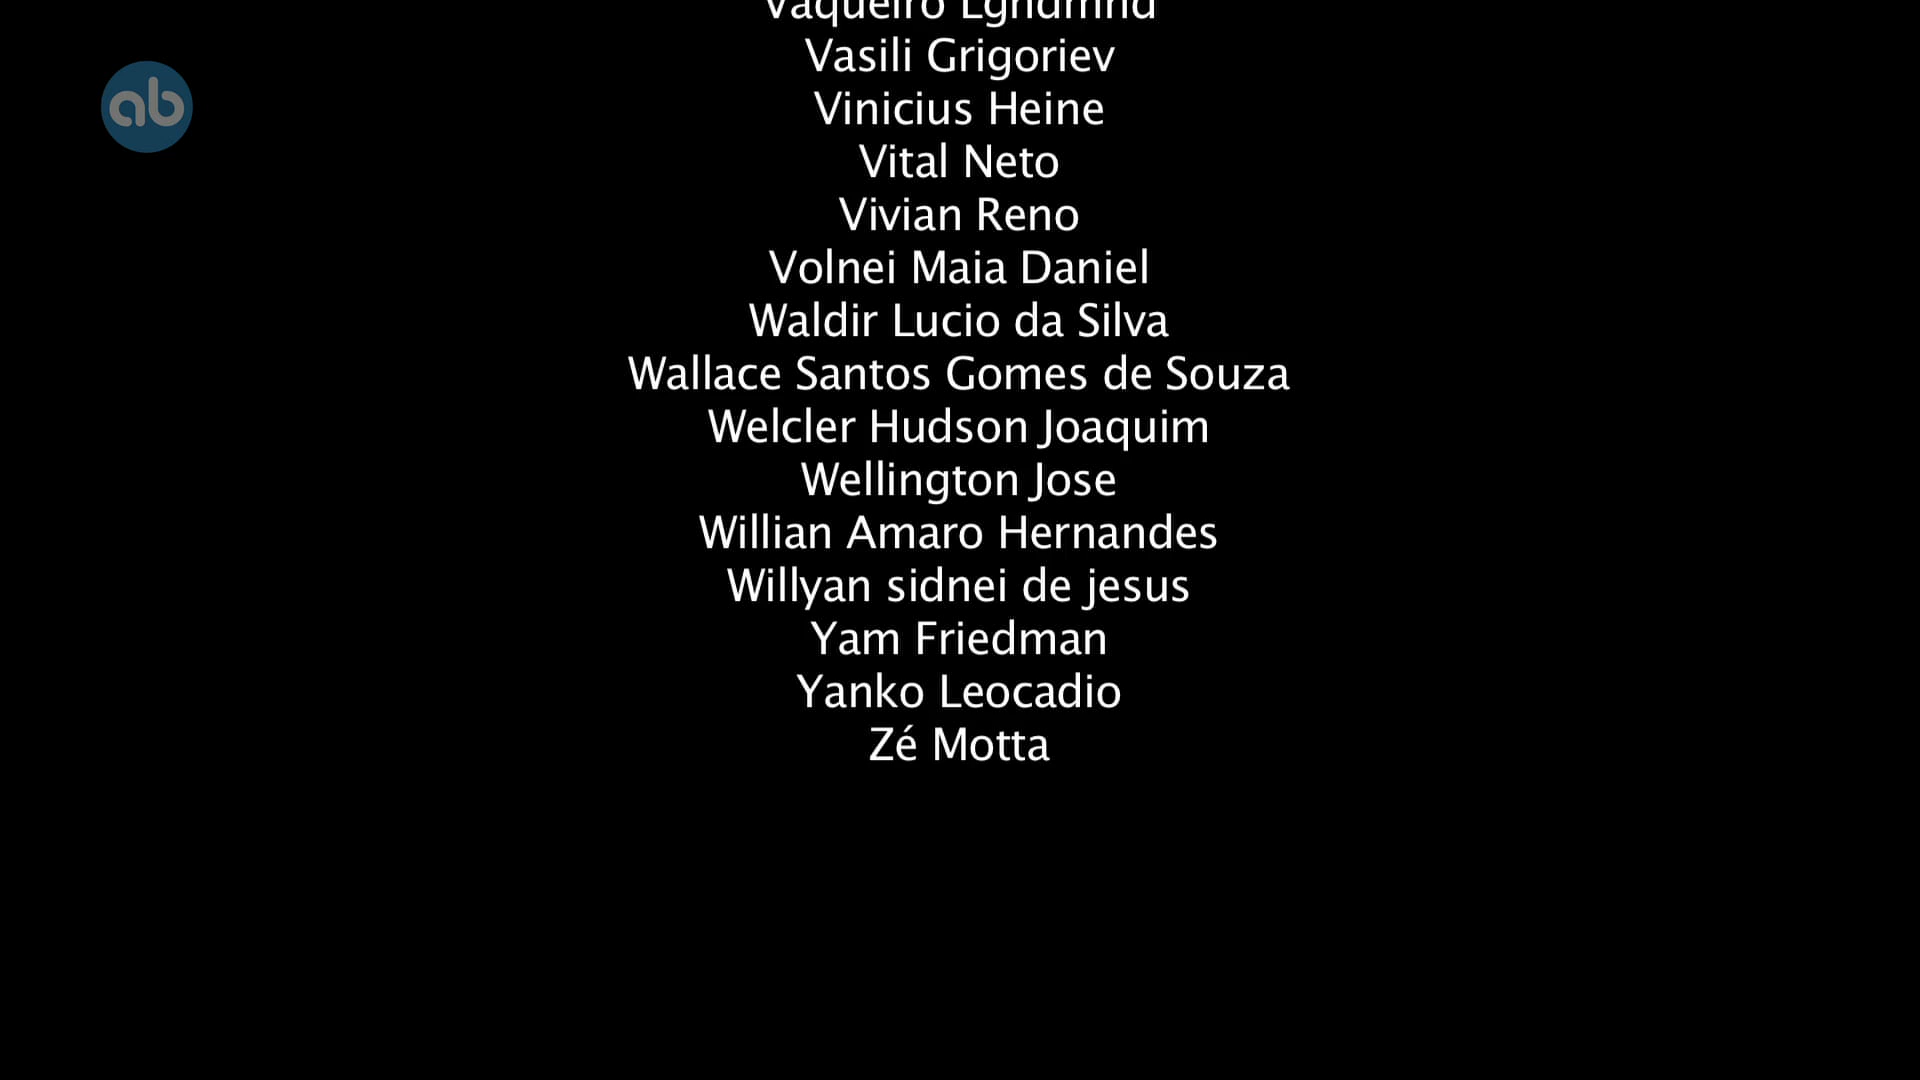 ab
Vaqueiro
Vasili Grigoriev
Vinicius Heine
Vital Neto
Vivian Reno
Volnei Maia Daniel
Waldir Lucio da Silva
Wallace Santos Gomes de Souza
Welcler Hudson Joaquim
Wellington Jose
Willian Amaro Hernandes
Willyan sidnei de jesus
Yam Friedman
Yanko Leocadio
Zé Motta